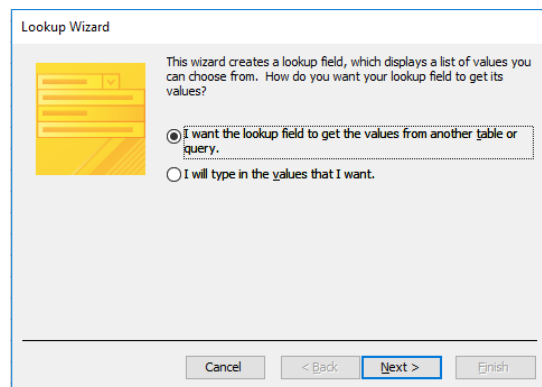 Lookup Wizard
This wizard creates a lookup field, which displays a list of values you
can choose from. How do you want your lookup field to get its
values?
I want the lookup field to get the values from another table or
query.
I will type in the values that I want.
Cancel
< Back
Next >
Finish